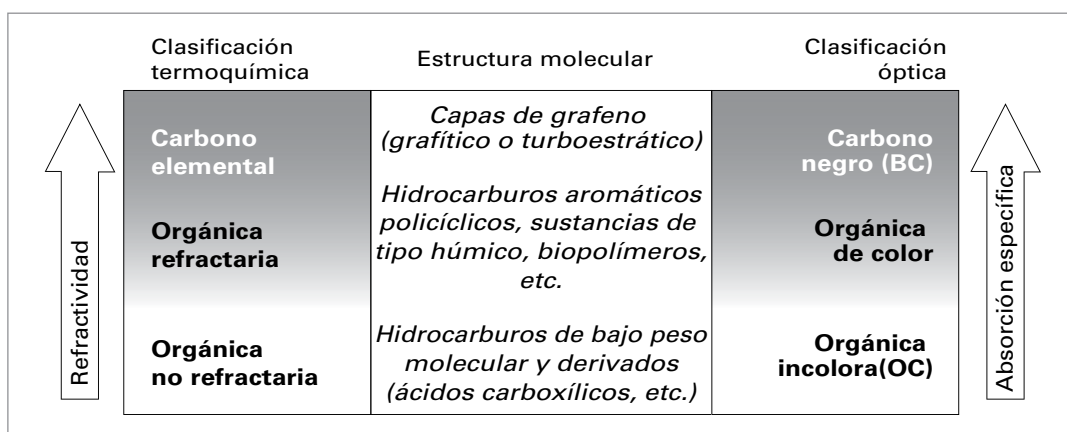 Clasificación
termoquímica
Estructura molecular
Clasificación
óptica
Refractividad
Carbono
elemental
Capas de grafeno
(grafítico o turboestrático)
Carbono
negro (BC)
Orgánica
refractaria
Hidrocarburos aromáticos
policíclicos, sustancias de
tipo húmico, biopolímeros,
etc.
Orgánica
de color
Orgánica
no refractaria
Hidrocarburos de bajo peso
molecular y derivados
(ácidos carboxílicos, etc.)
Orgánica
incolora(OC)
Absorción específica